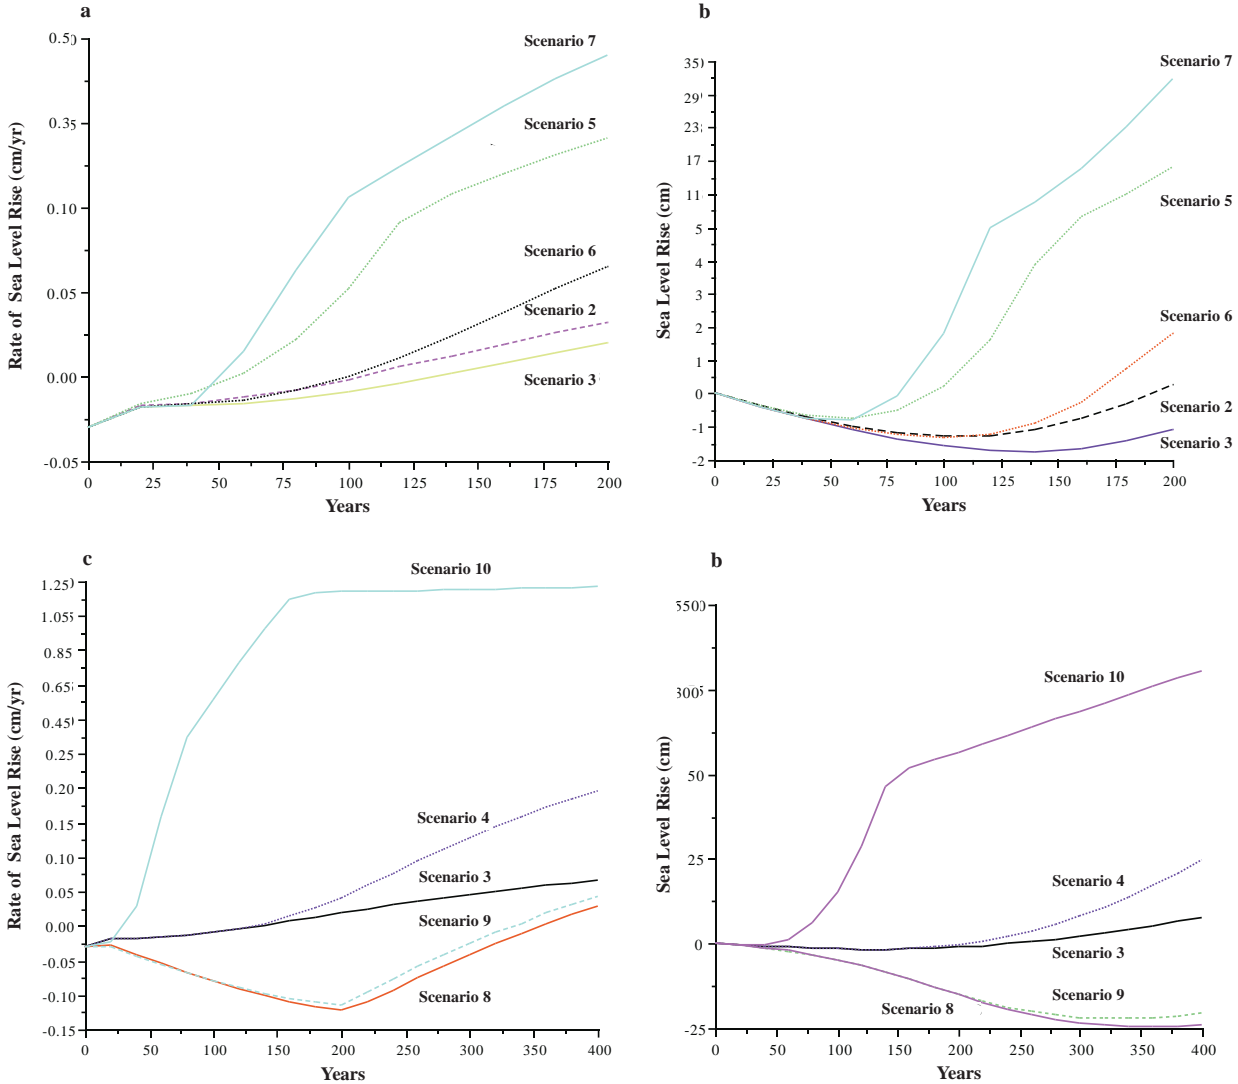 a
0.5)
0.35
0.10
0.05
0.00
-0.05
0
25
50
75
100
125
150
175
200
Years
Rate of Sea Level Rise (cm/yr)
Scenario 7
Scenario 5
Scenario 6
Scenario 2
Scenario 3
b
35)
29
23
17
11
5
4
3
2
1
0
-1
-2
0
25
50
75
100
125
150
175
200
Years
Sea Level Rise (cm)
Scenario 7
Scenario 5
Scenario 6
Scenario 2
Scenario 3
c
1.25)
1.05
0.85
0.65
0.45
0.25
0.20
0.15
0.10
0.05
0.00
-0.05
-0.10
-0.15
0
50
100
150
200
250
300
350
400
Years
Rate of Sea Level Rise (cm/yr)
Scenario 10
Scenario 4
Scenario 3
Scenario 9
Scenario 8
b
50
25
0
-25
0
50
100
150
200
250
300
350
400
Years
Sea Level Rise (cm)
Scenario 10
Scenario 4
Scenario 3
Scenario 9
Scenario 8